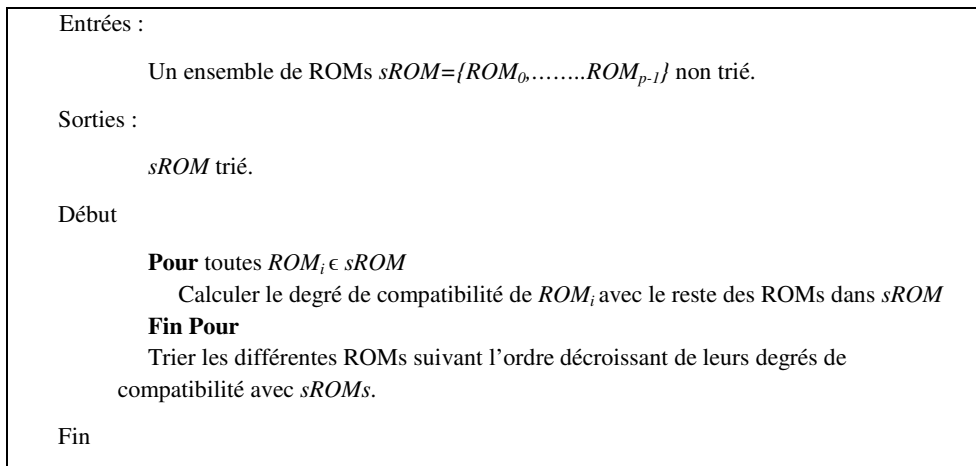 Entrées :
Un ensemble de ROMs sROM={ROM0,……..ROMp-1} non trié.
Sorties :
sROM trié.
Début
Pour toutes ROMi ϵ sROM
Calculer le degré de compatibilité de ROMi avec le reste des ROMs dans sROM
Fin Pour
Trier les différentes ROMs suivant l’ordre décroissant de leurs degrés de
compatibilité avec sROMs.
Fin